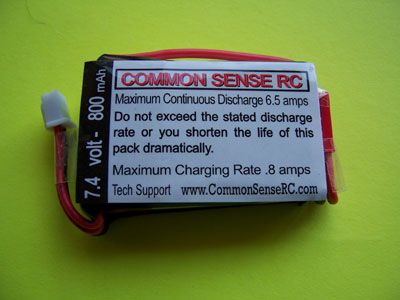 COMMON SENSE RC
Maximum Continuous Discharge 6.5 amps
Do not exceed the stated discharge
rate or you shorten the life of this
pack dramatically.
Maximum Charging Rate .8 amps
Tech Support www.CommonSenseRC.com
7.4 volt - 800 mAh